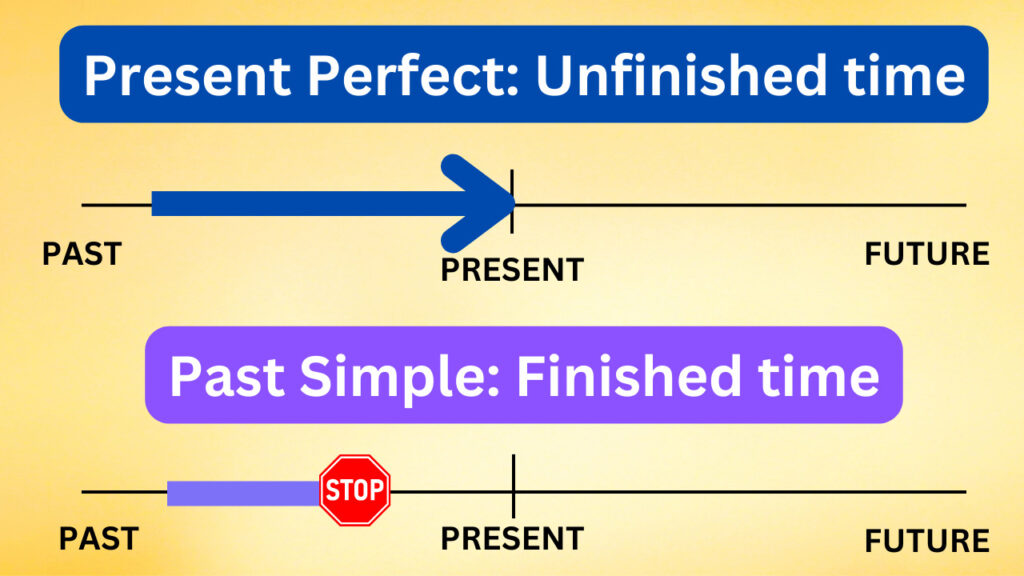 Present Perfect: Unfinished time
PAST
PRESENT
FUTURE
Past Simple: Finished time
STOP
PAST
PRESENT
FUTURE